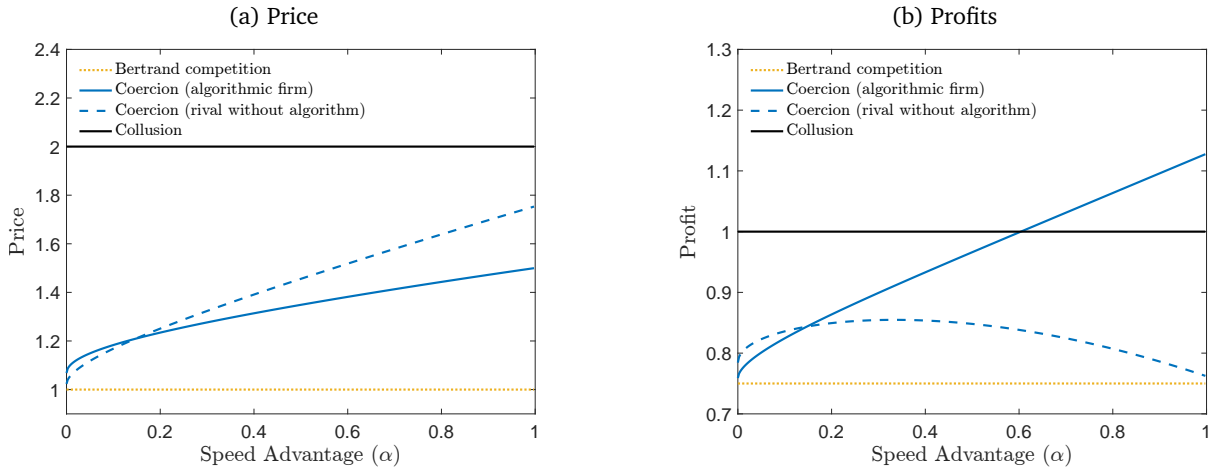 (a) Price
2.4
2.2
2
1.8
1.6
1.4
1.2
1
Price
Bertrand competition
Coercion (algorithmic firm)
Coercion (rival without algorithm)
Collusion
0 0.2 0.4 0.6 0.8 1
Speed Advantage (α)
(b) Profits
1.3
1.2
1.1
1
0.9
0.8
0.7
Profit
Bertrand competition
Coercion (algorithmic firm)
Coercion (rival without algorithm)
Collusion
0 0.2 0.4 0.6 0.8 1
Speed Advantage (α)